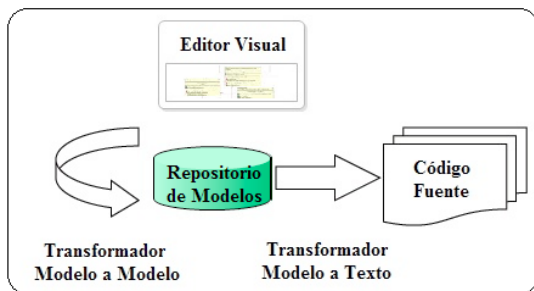 Editor Visual
Repositorio
de Modelos
Código
Fuente
Transformador
Modelo a Modelo
Transformador
Modelo a Texto